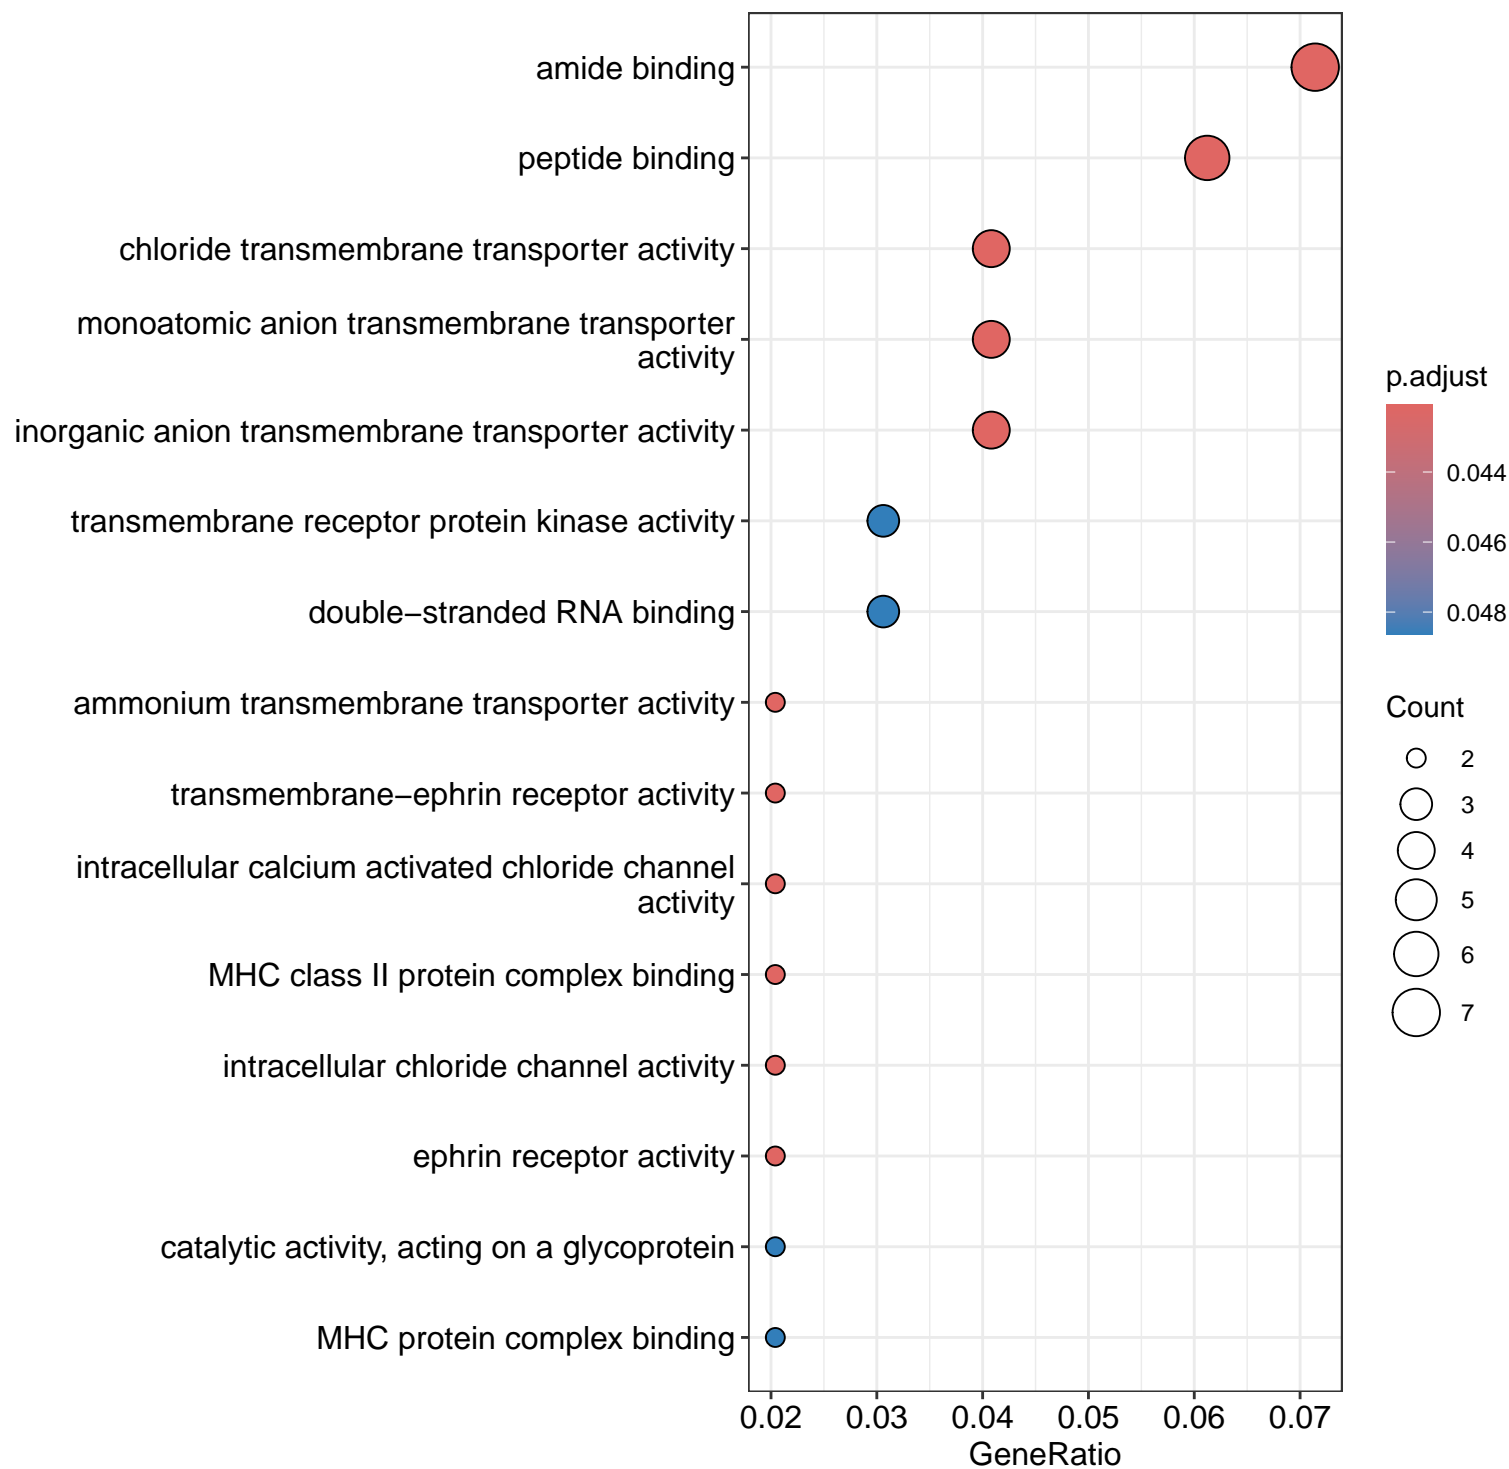 amide binding
peptide binding
chloride transmembrane transporter activity
monoatomic anion transmembrane transporter
activity
inorganic anion transmembrane transporter activity
transmembrane receptor protein kinase activity
double−stranded RNA binding
ammonium transmembrane transporter activity
transmembrane−ephrin receptor activity
intracellular calcium activated chloride channel
activity
MHC class II protein complex binding
intracellular chloride channel activity
ephrin receptor activity
catalytic activity, acting on a glycoprotein
MHC protein complex binding
0.02 0.03 0.04 0.05 0.06 0.07
GeneRatio
p.adjust
0.044
0.046
0.048
Count
2
3
4
5
6
7